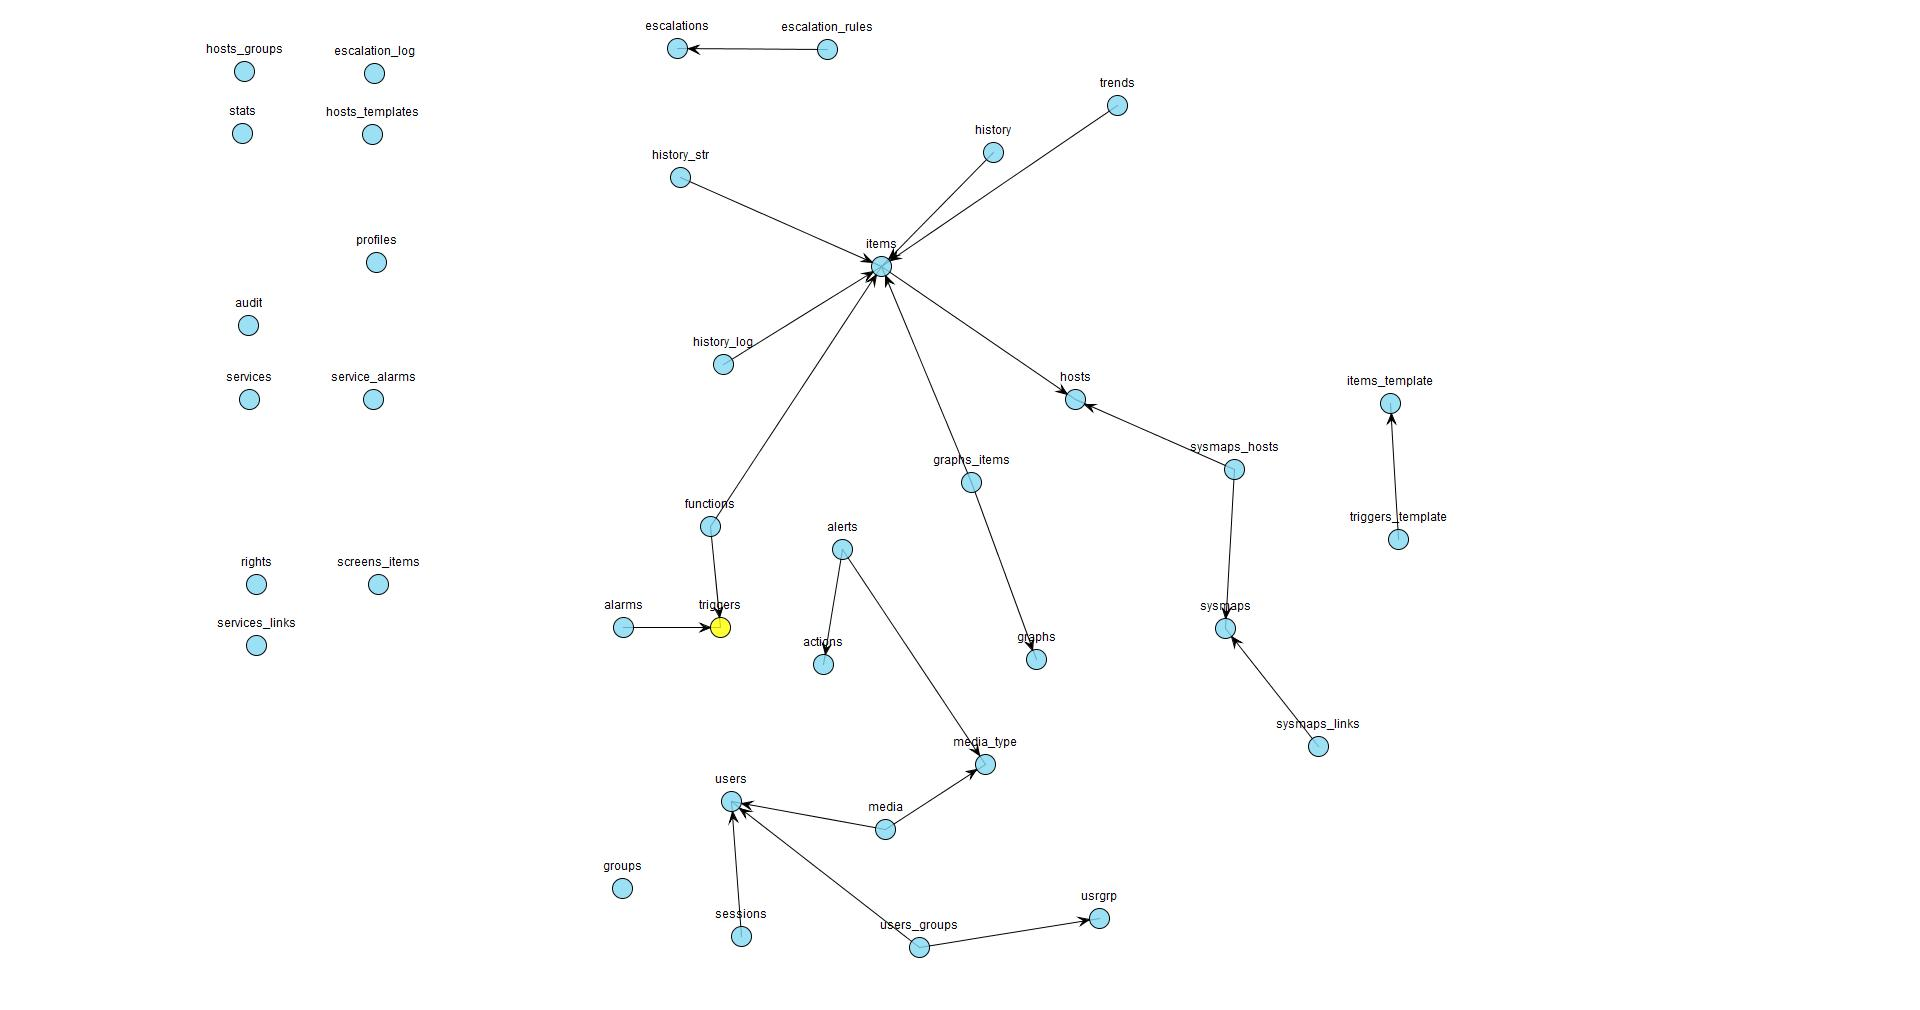 escalations
escalation_rules
hosts_groups
escalation_log
trends
stats
hosts_templates
history
history_str
profiles
items
audit
history_log
services
service_alarms
hosts
items_template
sysmaps_hosts
graphs_items
functions
triggers_template
alerts
rights
screens_items
alarms
triggers
sysmaps
services_links
actions
graphs
sysmaps_links
media_type
users
media
groups
usrgrp
sessions
users_groups